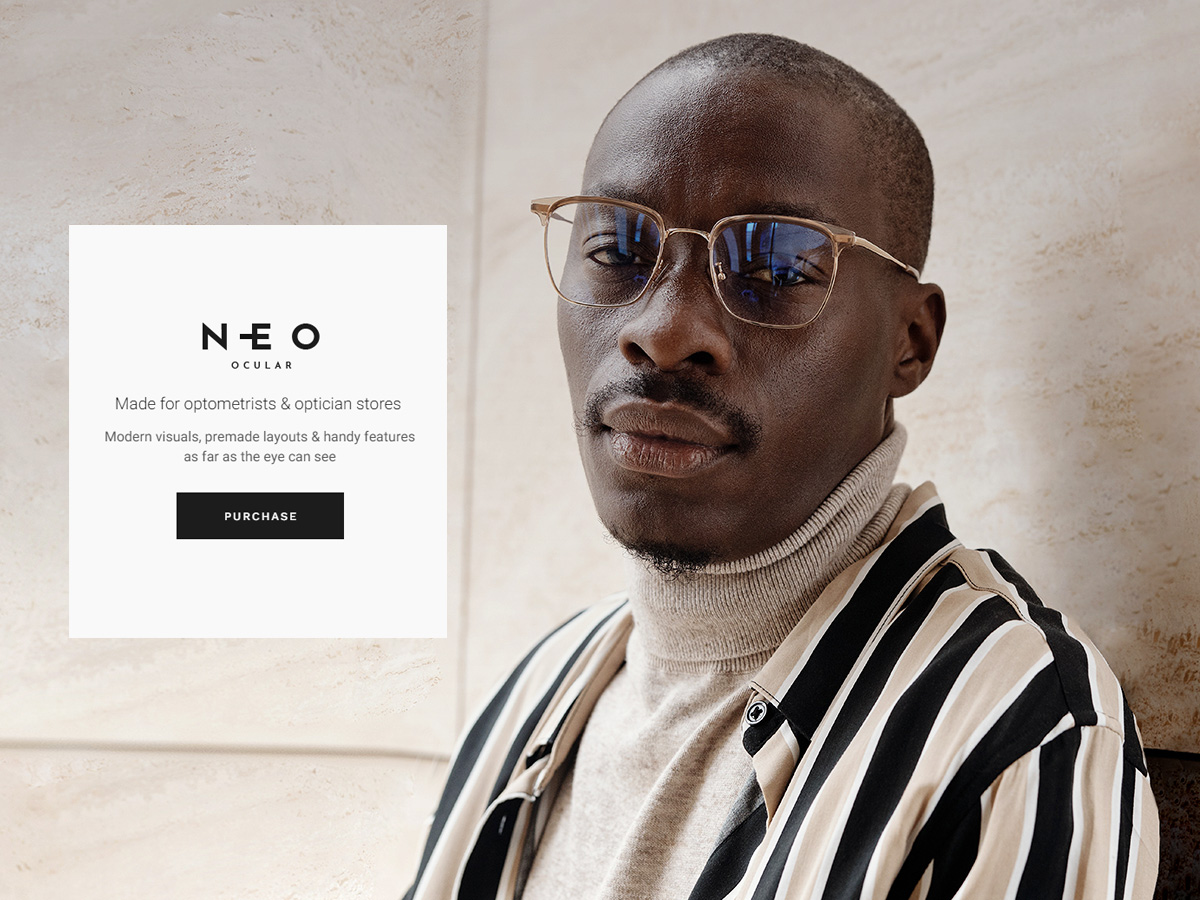 NEO
OCULAR
Made for optometrists & optician stores
Modern visuals, premade layouts & handy features
as far as the eye can see
PURCHASE